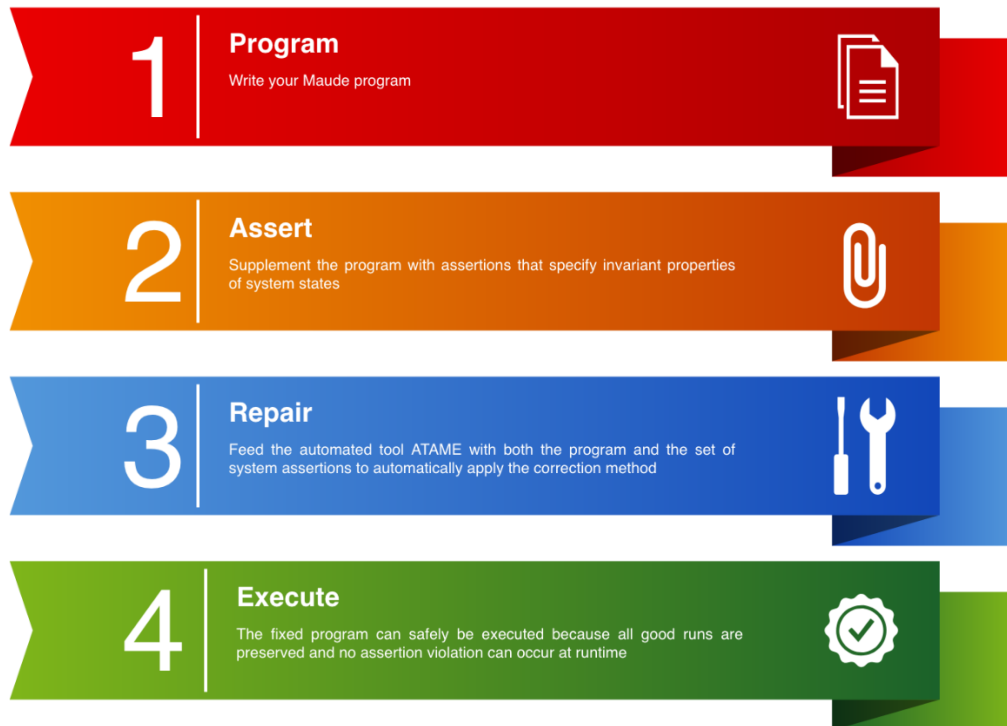 1
Program
Write your Maude program
2
Assert
Supplement the program with assertions that specify invariant properties
of system states
3
Repair
Feed the automated tool ATAME with both the program and the set of
system assertions to automatically apply the correction method
4
Execute
The fixed program can safely be executed because all good runs are
preserved and no assertion violation can occur at runtime